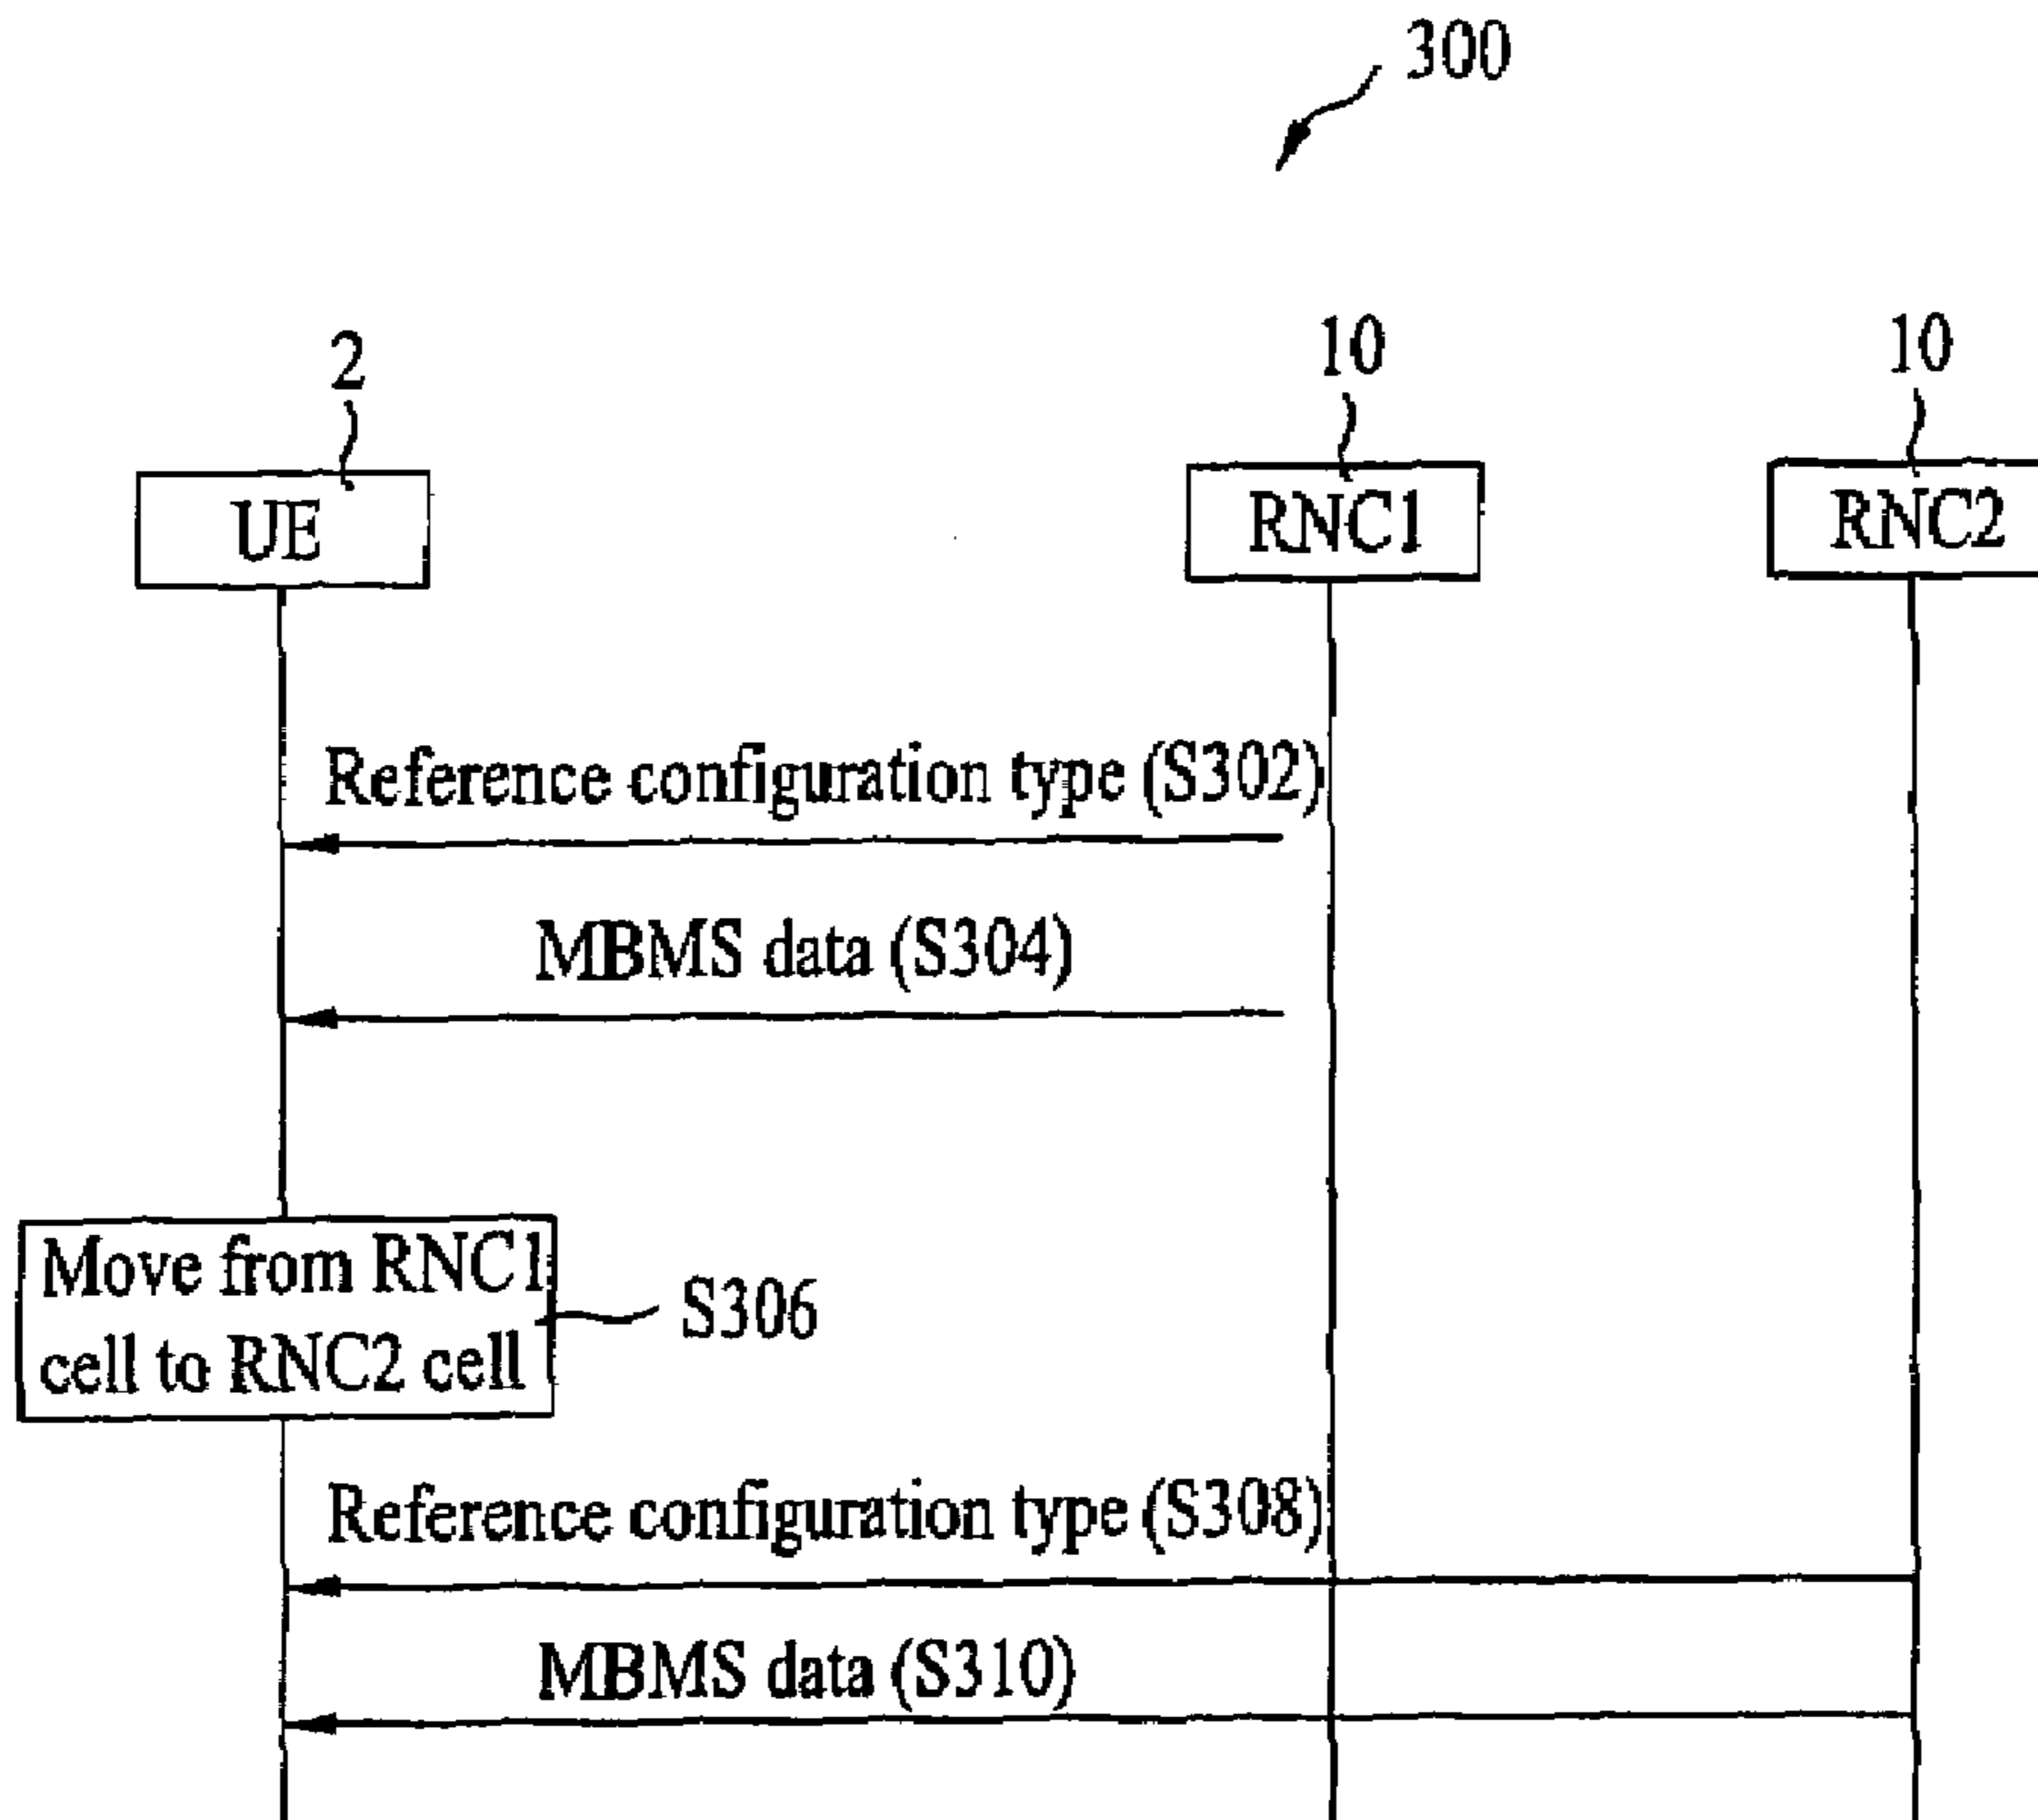 300
2
10
10
UE
RNC1
RNC2
Reference configuration type (S302)
MBMS data (S304)
Move from RNC1
cell to RNC2 cell
S306
Reference configuration type (S308)
MBMS data (S310)